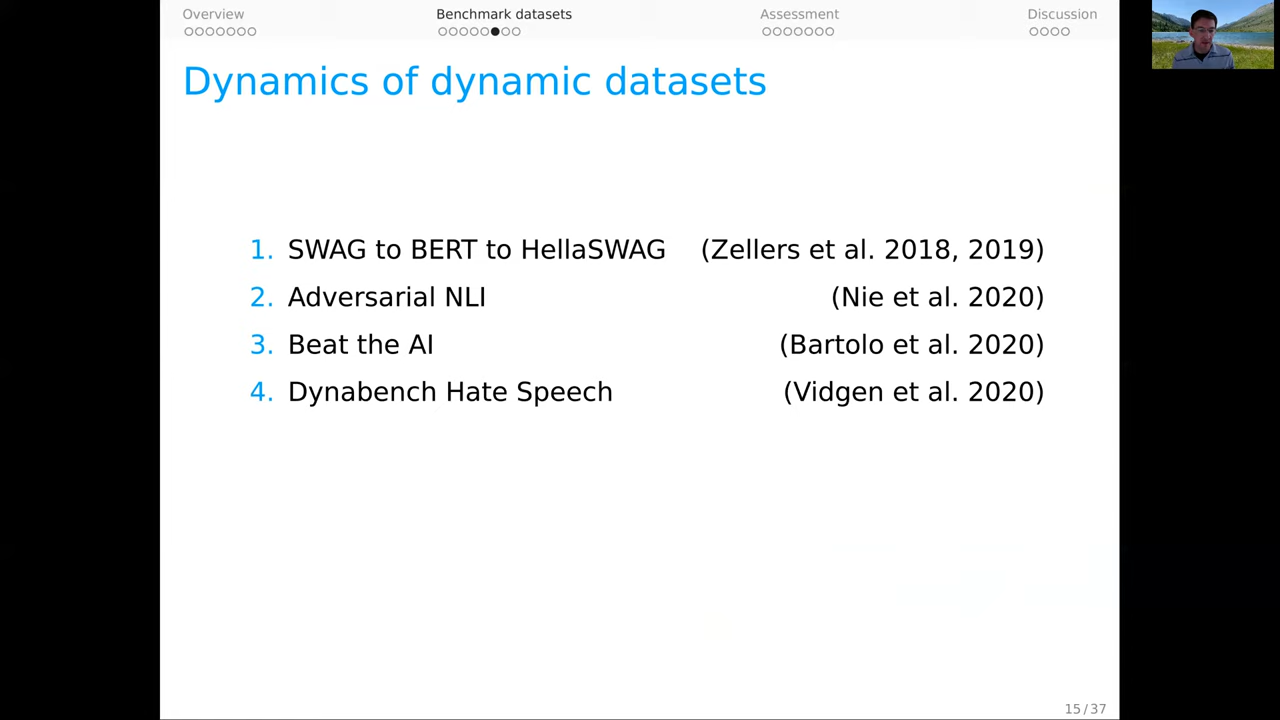 Overview Benchmark datasets Assessment Discussion
Dynamics of dynamic datasets
1. SWAG to BERT to HellaSWAG (Zellers et al. 2018, 2019)
2. Adversarial NLI (Nie et al. 2020)
3. Beat the AI (Bartolo et al. 2020)
4. Dynabench Hate Speech (Vidgen et al. 2020)
15 / 37